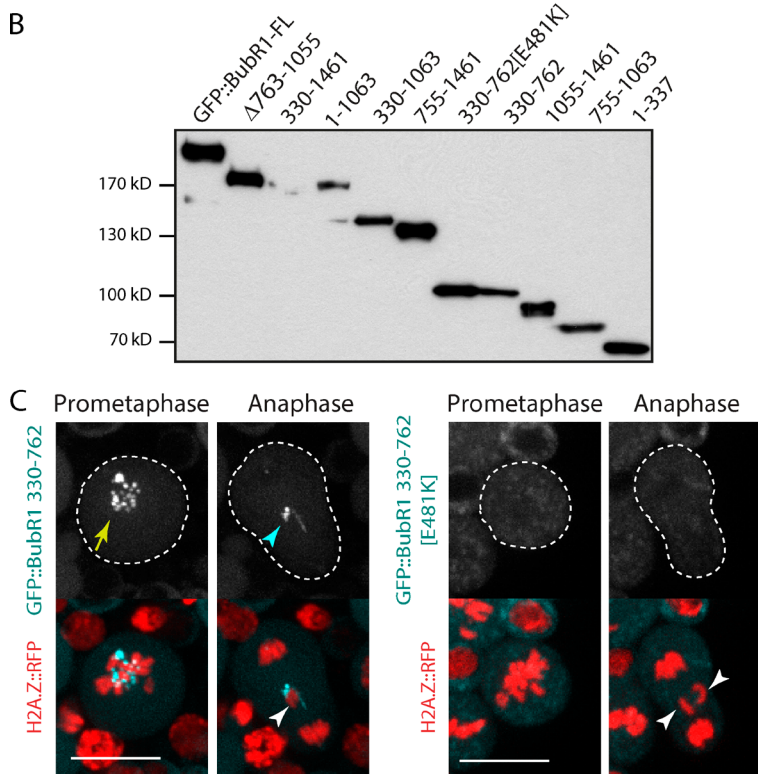 B
GFP::BubR1-FL
Δ763-1055
330-1461
1-1063
330-1063
755-1461
330-762[E481K]
330-762
1055-1461
755-1063
1-337
170 kD
130 kD
100 kD
70 kD
C
Prometaphase Anaphase Prometaphase Anaphase
GFP::BubR1 330-762
GFP::BubR1 330-762
[E481K]
H2A.Z::RFP
H2A.Z::RFP